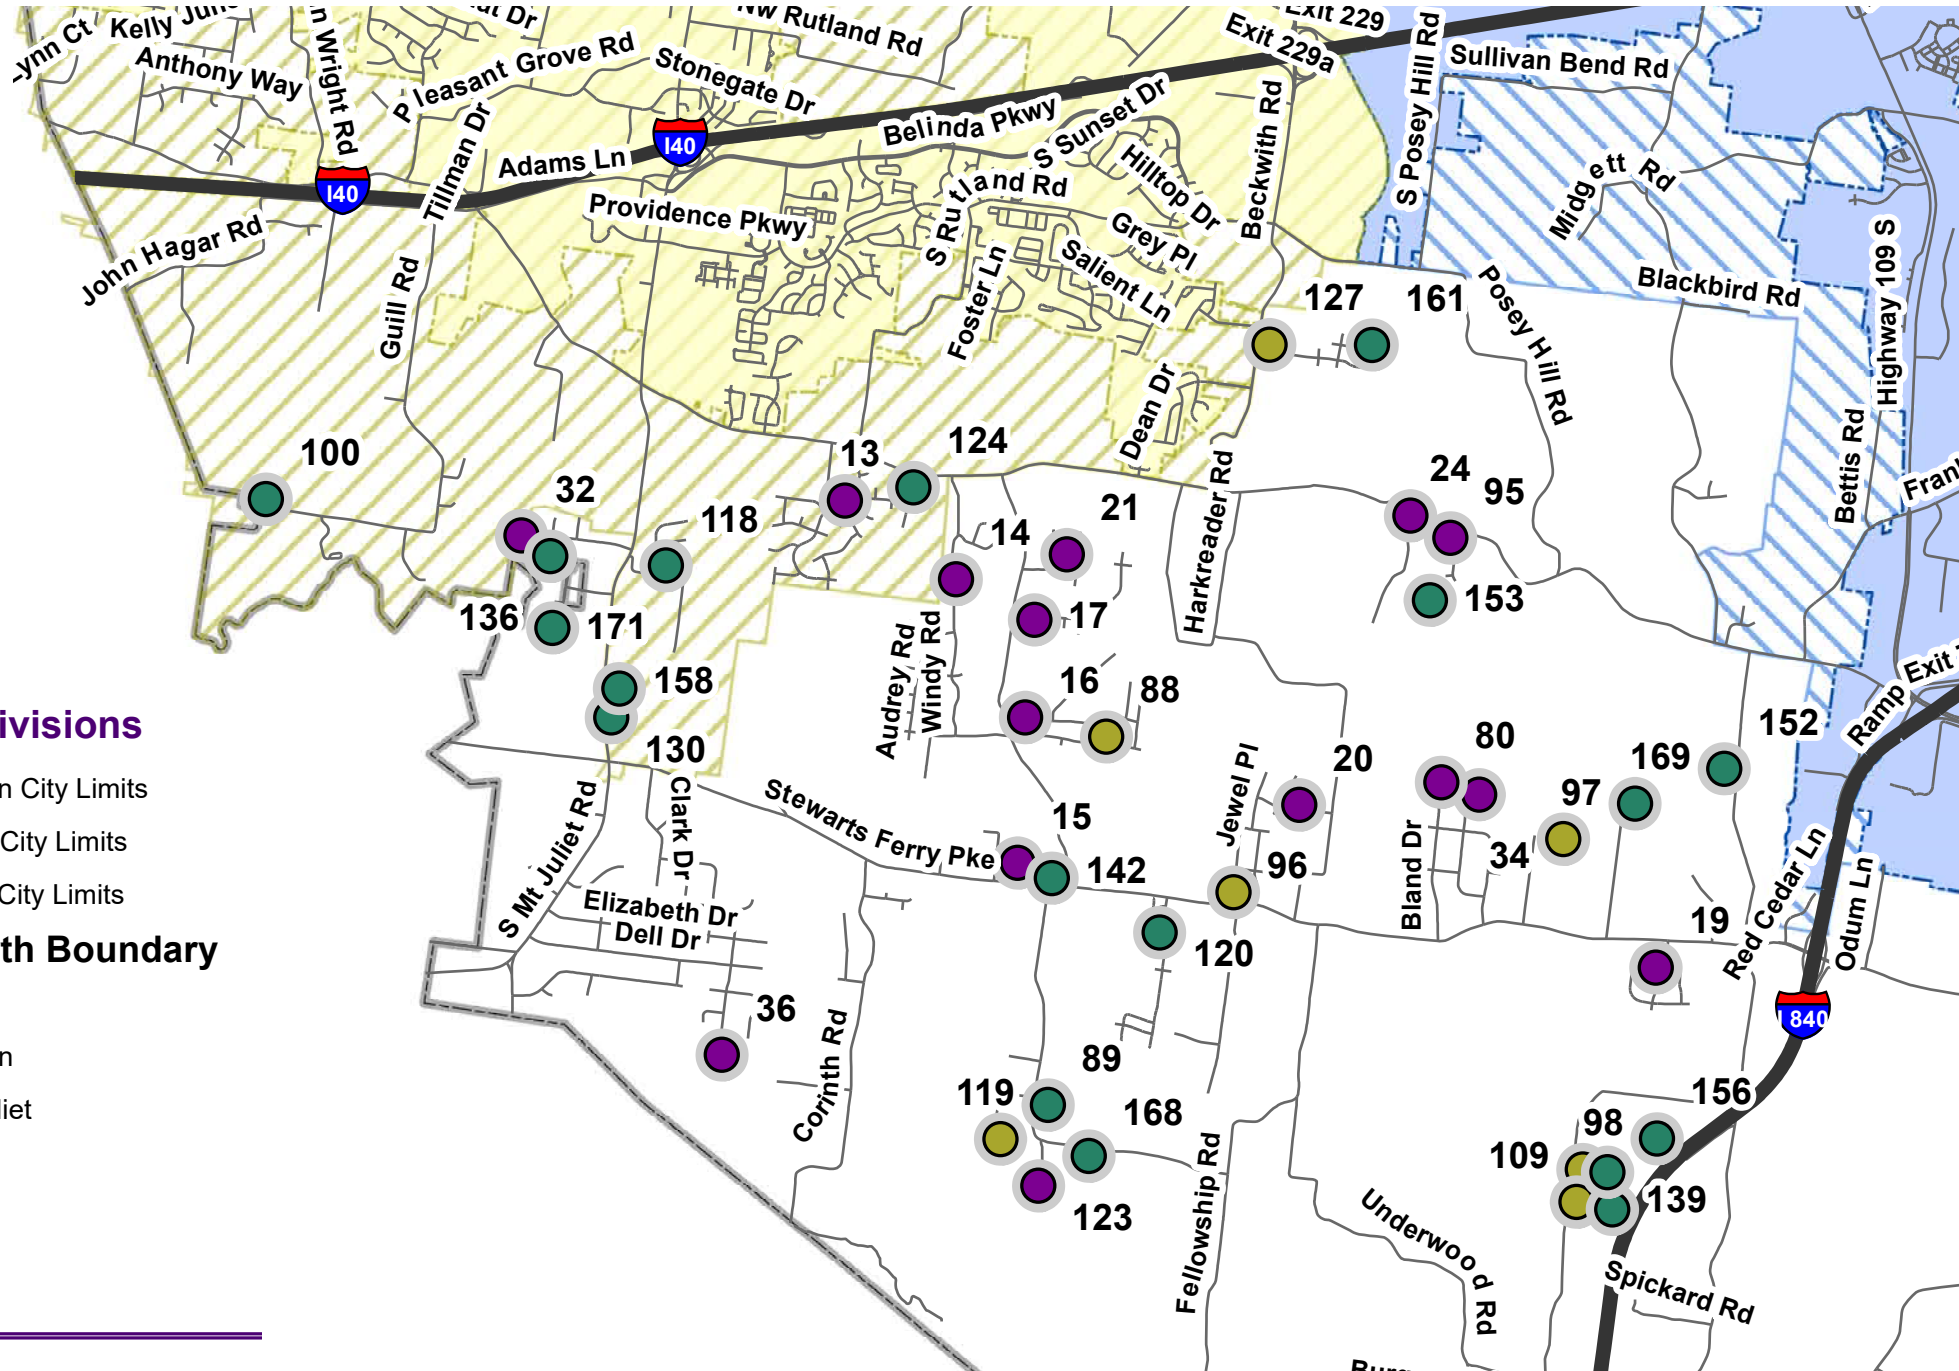 Kelly
Lynn Ct
Anthony Way
n Wright Rd
Dr
Pleasant Grove Rd
Stonegate Dr
Nw Rutland Rd
Exit 229
Exit 229a
S Posey Hill Rd
Sullivan Bend Rd
I40
I40
Adams Ln
Belinda Pkwy
S Sunset Dr
Tillman Dr
Providence Pkwy
S Rutland Rd
Hilltop Dr
Grey Pl
Beckwith Rd
Midgett Rd
John Hagar Rd
Guill Rd
Foster Ln
Salient Ln
Blackbird Rd
Highway 109 S
127
161
Posey Hill Rd
Dean Dr
Bettis Rd
100
32
118
13
124
21
14
17
Harkreader Rd
24
95
153
136
171
158
130
Audrey Rd
Windy Rd
16
88
Ramp
Exit
152
169
97
80
34
20
Jewel Pl
96
Bland Dr
15
142
Stewarts Ferry Pke
Clark Dr
S Mt Juliet Rd
Elizabeth Dr
Dell Dr
36
Corinth Rd
120
19
Red Cedar Ln
Odum Ln
I 840
89
119
168
123
Fellowship Rd
156
98
109
139
Underwood Rd
Spickard Rd
ivisions
n City Limits
City Limits
City Limits
th Boundary
n
liet